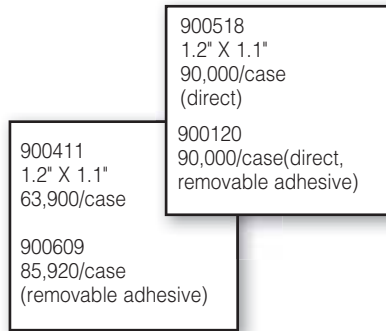 900518
1.2" X 1.1"
90,000/case
(direct)
900120
90,000/case(direct,
removable adhesive)
900411
1.2" X 1.1"
63,900/case
900609
85,920/case
(removable adhesive)